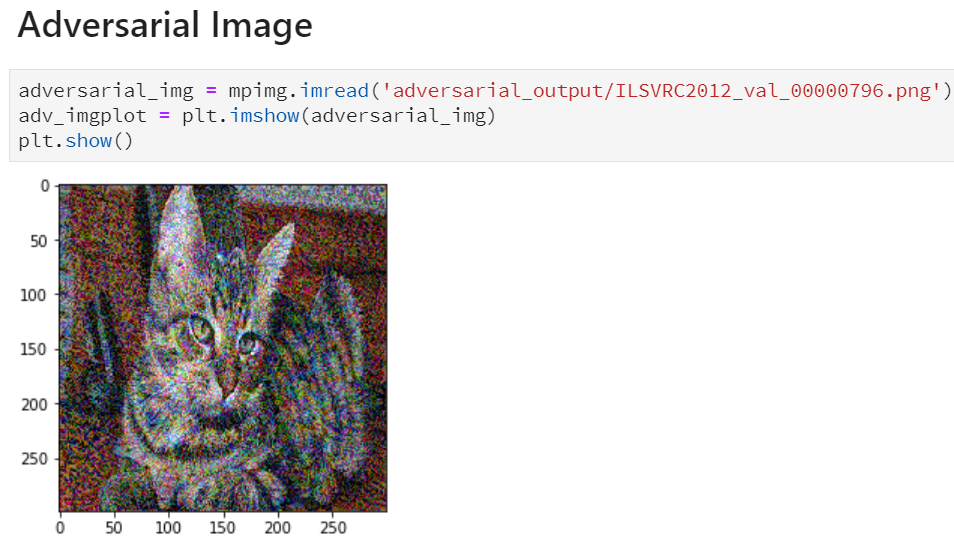 Adversarial Image
adversarial_img = mpimg.imread('adversarial_output/ILSVRC2012_val_00000796.png')
adv_imgplot = plt.imshow(adversarial_img)
plt.show()
0
50
100
150
200
250
0 50 100 150 200 250